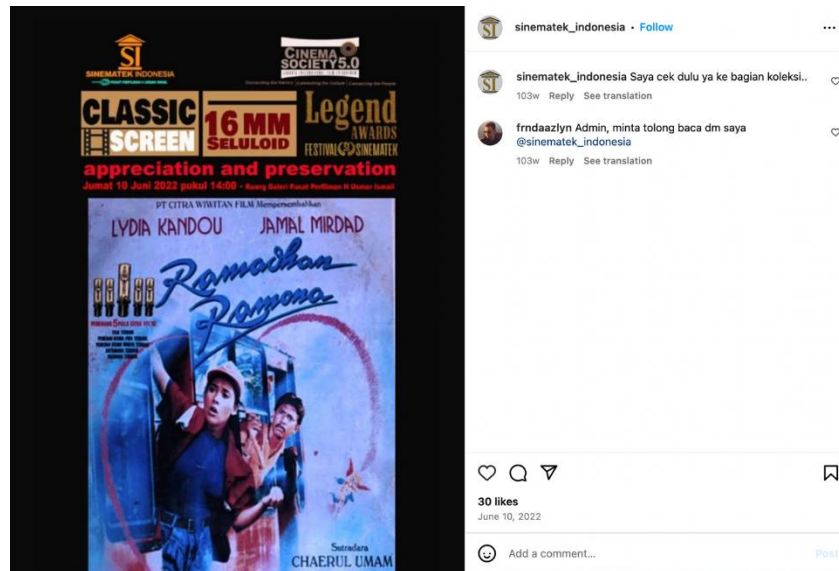 SI
SINEMATEK INDONESIA
CINEMA
SOCIETY5.0
CLASSIC
SCREEN
16 MM
SELULOID
Legend
AWARDS
FESTIVAL SINEMATEK
appreciation and preservation
Jumat 10 Juni 2022 pukul 14:00 - Ruang Galeri Pusat Perfilman H Usmar Ismail
PT CITRA WIWITAN FILM Mempersembahkan
LYDIA KANDOU JAMAL MIRDAD
Ramadhan
Ramona
Sutradara
CHAERUL UMAM
SI
sinematek_indonesia • Follow
...
SI
sinematek_indonesia Saya cek dulu ya ke bagian koleksi..
103w Reply See translation
frndaazlyn Admin, minta tolong baca dm saya
@sinematek_indonesia
103w Reply See translation
30 likes
June 10, 2022
Add a comment...
Post